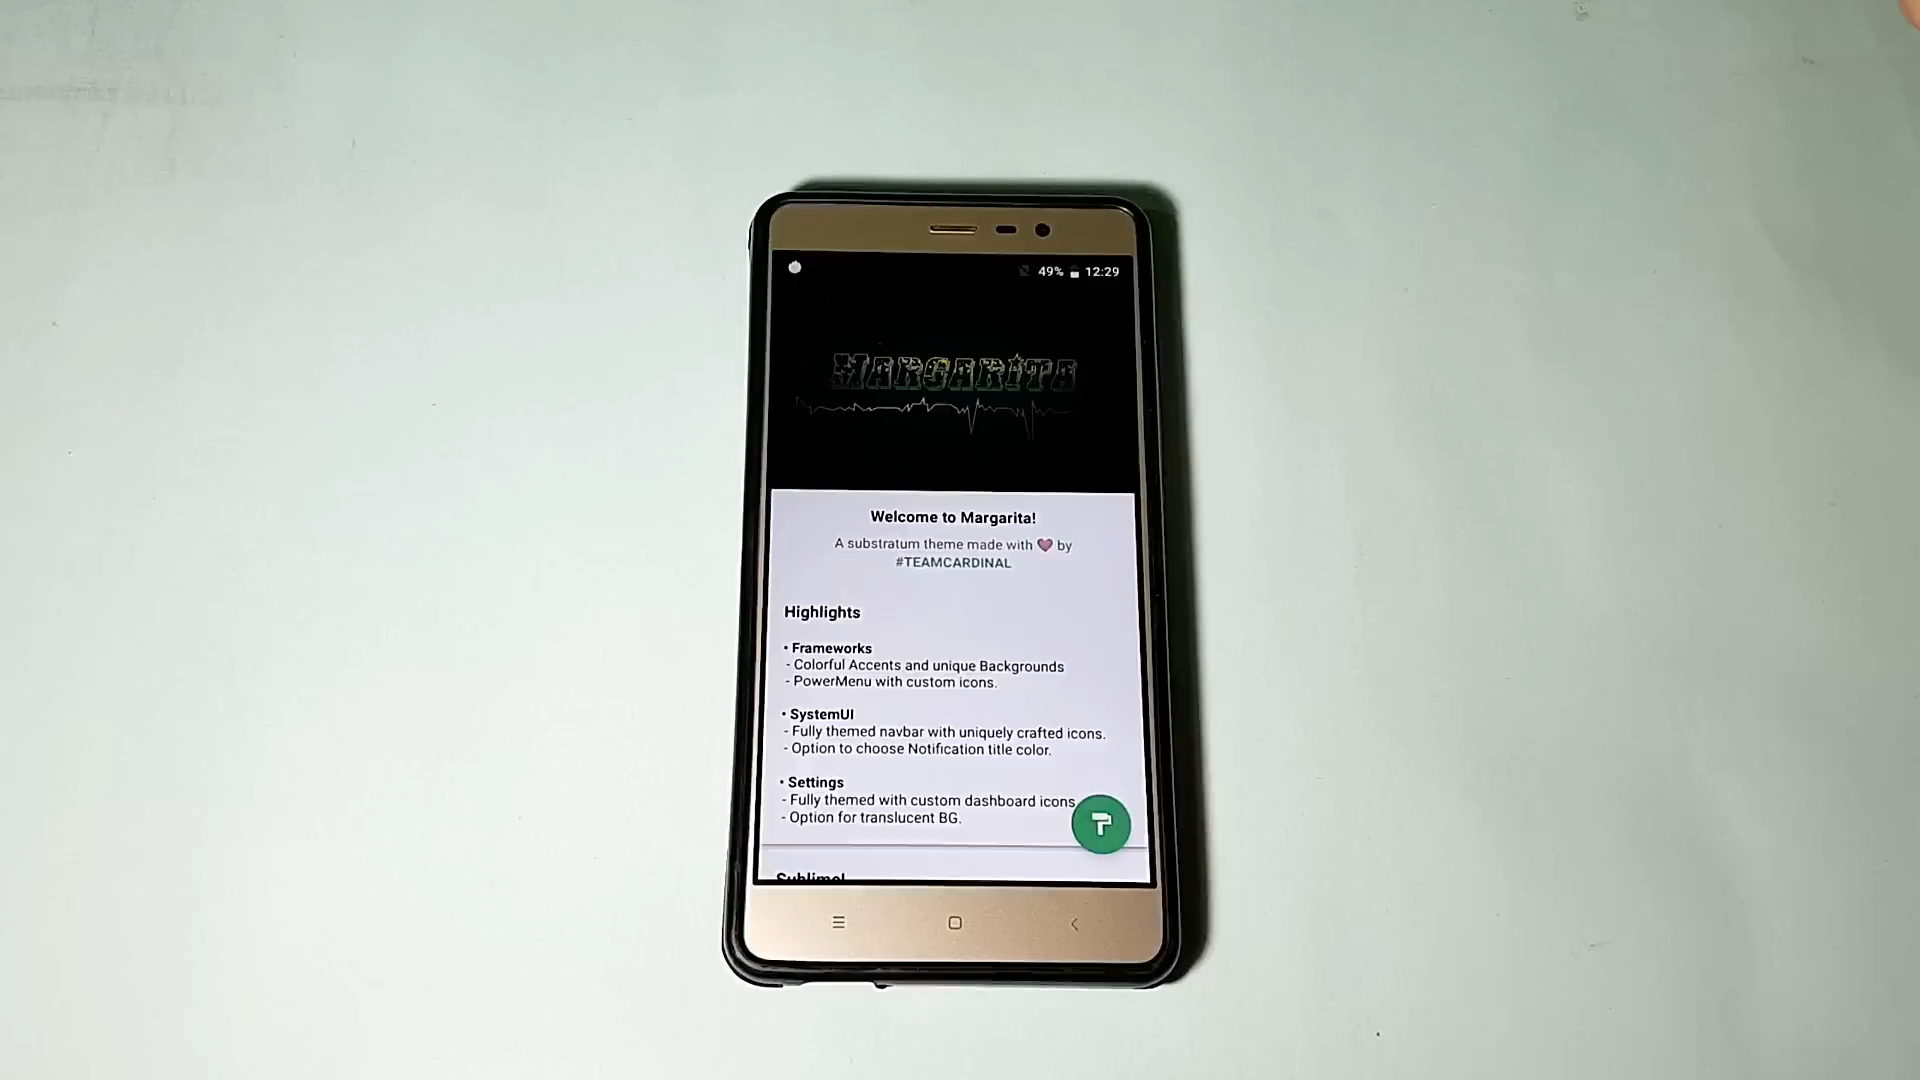 49% 12:29
MARGARITA
Welcome to Margarita!
A substratum theme made with ❤ by
#TEAMCARDINAL
Highlights
• Frameworks
- Colorful Accents and unique Backgrounds
- PowerMenu with custom icons.
• SystemUI
- Fully themed navbar with uniquely crafted icons.
- Option to choose Notification title color.
• Settings
- Fully themed with custom dashboard icons
- Option for translucent BG.
Sublime!